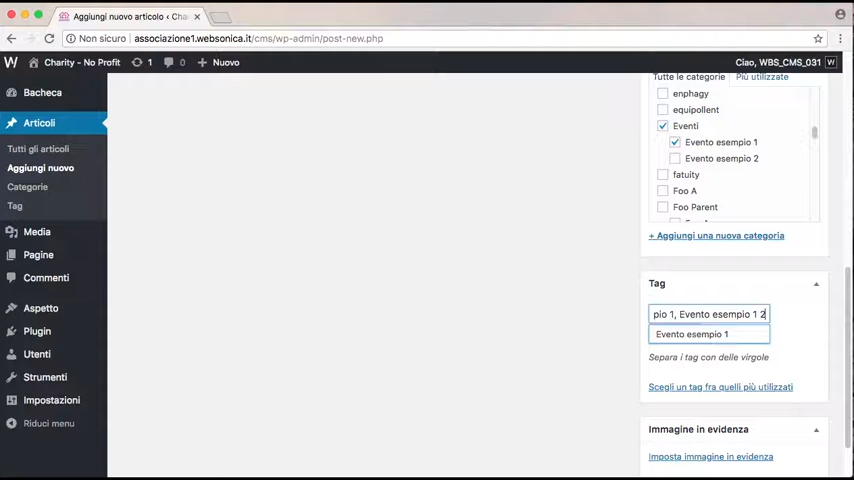 Aggiungi nuovo articolo ‹ Cha
Non sicuro associazione1.websonica.it/cms/wp-admin/post-new.php
Charity - No Profit 1 0 Nuovo Ciao, WBS_CMS_031
Bacheca
Articoli
Tutti gli articoli
Aggiungi nuovo
Categorie
Tag
Media
Pagine
Commenti
Aspetto
Plugin
Utenti
Strumenti
Impostazioni
Riduci menu
Tutte le categorie Più utilizzate
enphagy
equipollent
Eventi
Evento esempio 1
Evento esempio 2
fatuity
Foo A
Foo Parent
+ Aggiungi una nuova categoria
Tag
pio 1, Evento esempio 1 2
Evento esempio 1
Separa i tag con delle virgole
Scegli un tag fra quelli più utilizzati
Immagine in evidenza
Imposta immagine in evidenza